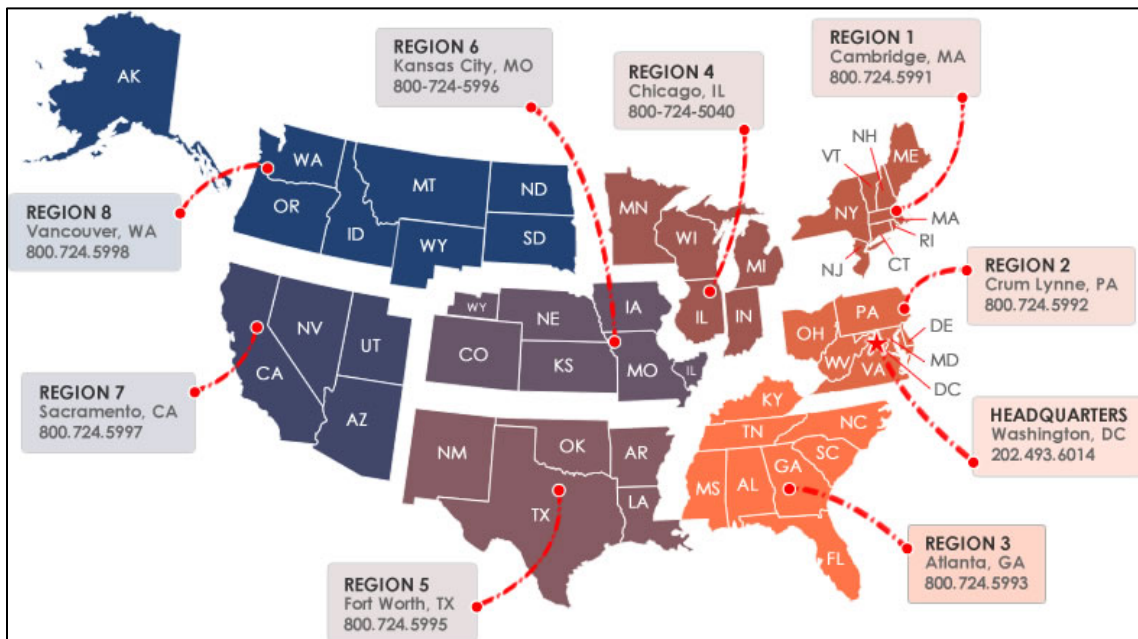 AK
REGION 6
Kansas City, MO
800-724-5996
REGION 4
Chicago, IL
800-724-5040
REGION 1
Cambridge, MA
800.724.5991
WA
OR
ID
MT
WY
ND
SD
REGION 8
Vancouver, WA
800.724.5998
MN
WI
MI
IL
IN
NH
VT
ME
NY
MA
RI
CT
NJ
REGION 2
Crum Lynne, PA
800.724.5992
PA
OH
WV
VA
DE
MD
DC
CA
NV
UT
AZ
REGION 7
Sacramento, CA
800.724.5997
WY
NE
IA
CO
KS
MO
IL
HEADQUARTERS
Washington, DC
202.493.6014
NM
OK
AR
TX
LA
KY
TN
NC
SC
MS
AL
GA
FL
REGION 5
Fort Worth, TX
800.724.5995
REGION 3
Atlanta, GA
800.724.5993